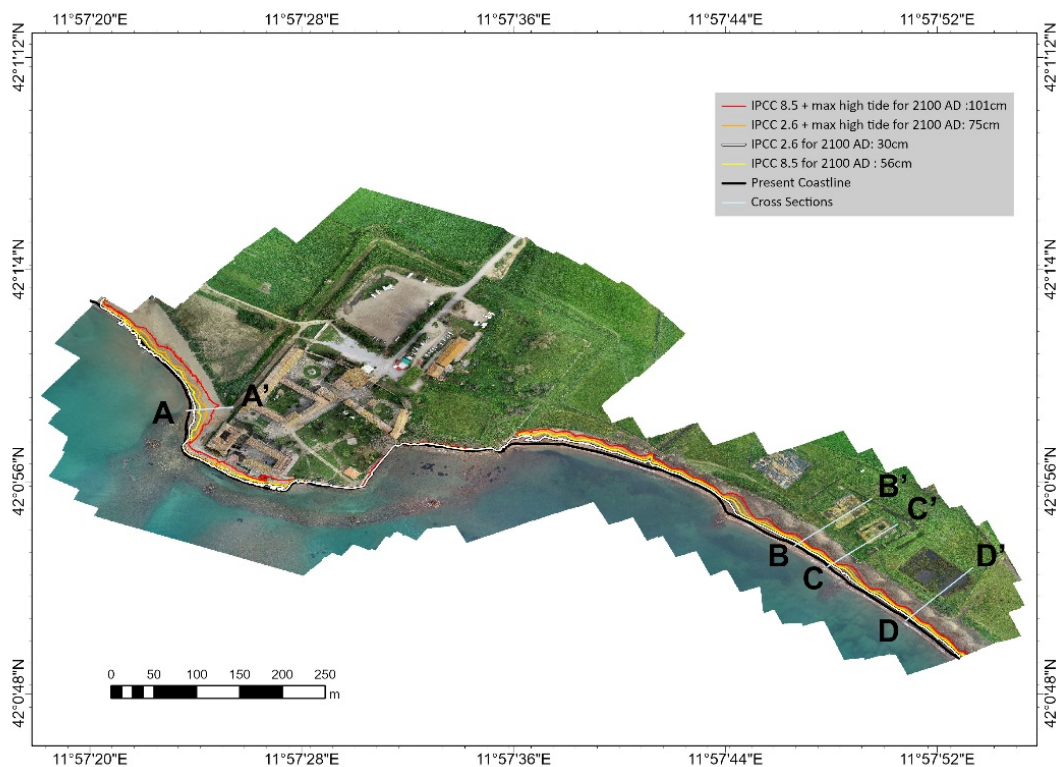 11°57'20"E 11°57'28"E 11°57'36"E 11°57'44"E 11°57'52"E
42°1'12"N 42°1'12"N
IPCC 8.5 + max high tide for 2100 AD :101cm
IPCC 2.6 + max high tide for 2100 AD: 75cm
IPCC 2.6 for 2100 AD: 30cm
IPCC 8.5 for 2100 AD : 56cm
Present Coastline
Cross Sections
42°1'4"N 42°1'4"N
A A'
42°0'56"N 42°0'56"N
B'
C'
B
C D'
D
0 50 100 150 200 250
m
42°0'48"N 42°0'48"N
11°57'20"E 11°57'28"E 11°57'36"E 11°57'44"E 11°57'52"E